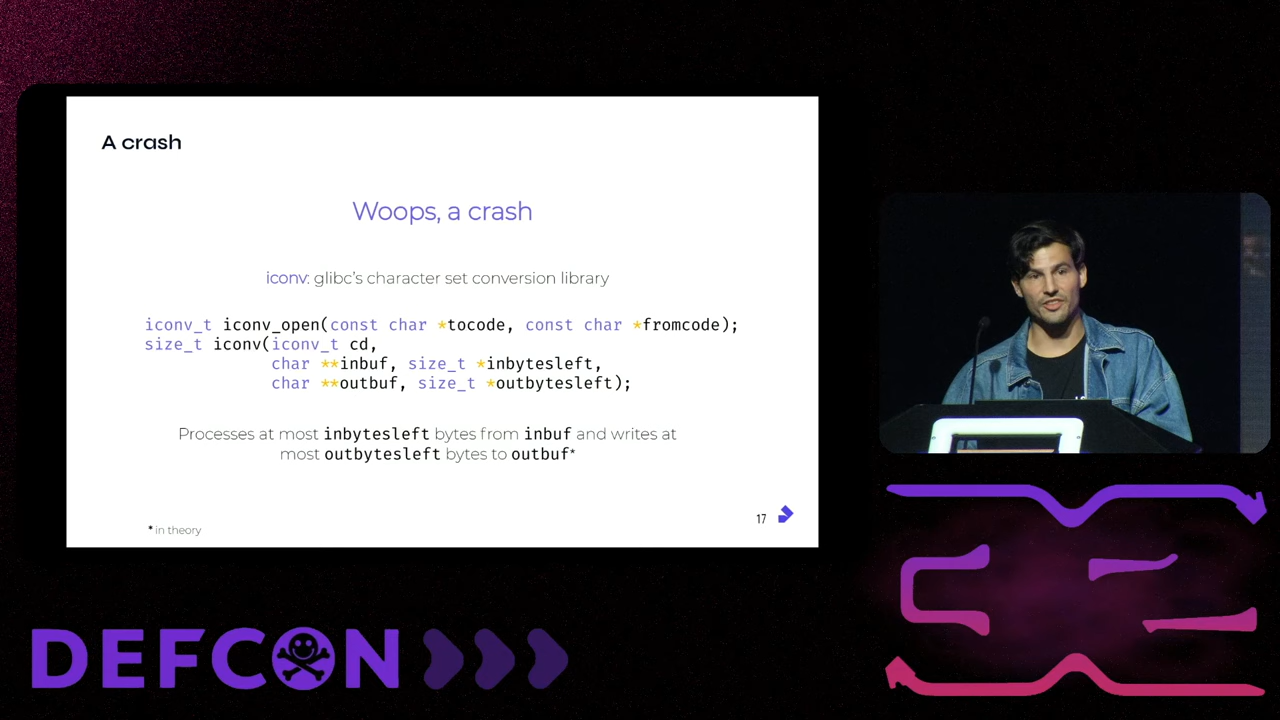 A crash
Woops, a crash
iconv: glibc's character set conversion library
iconv_t iconv_open(const char *tocode, const char *fromcode);
size_t iconv(iconv_t cd,
char **inbuf, size_t *inbytesleft,
char **outbuf, size_t *outbytesleft);
Processes at most inbytesleft bytes from inbuf and writes at
most outbytesleft bytes to outbuf*
* in theory
17
DEFCON